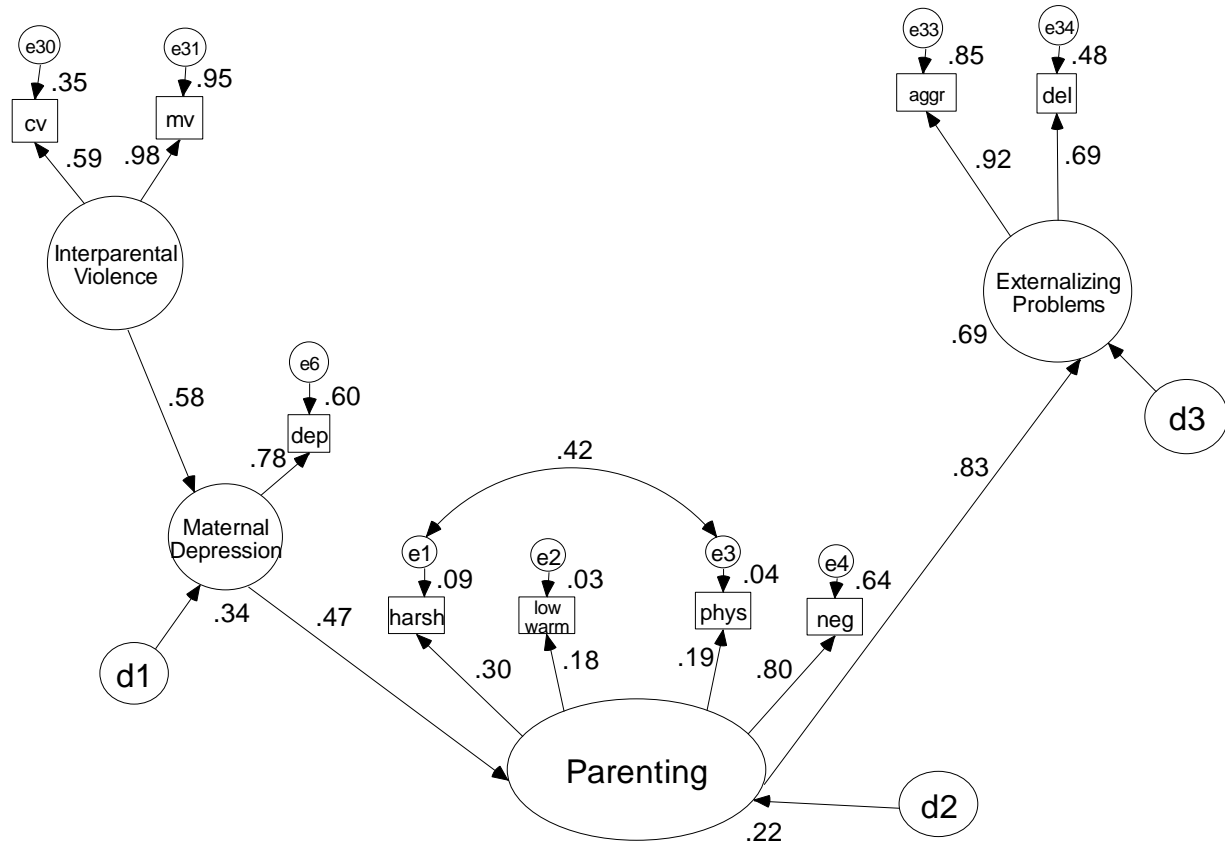 e30
e31
e33
e34
.35
.95
.85
.48
cv
mv
aggr
del
.59
.98
.92
.69
Interparental
Violence
Externalizing
Problems
.69
e6
.60
dep
.58
.78
d3
.42
.83
Maternal
Depression
e1
e2
e3
e4
.09
.03
.04
.64
harsh
low
warm
phys
neg
.34
.47
d1
.30
.18
.19
.80
Parenting
d2
.22